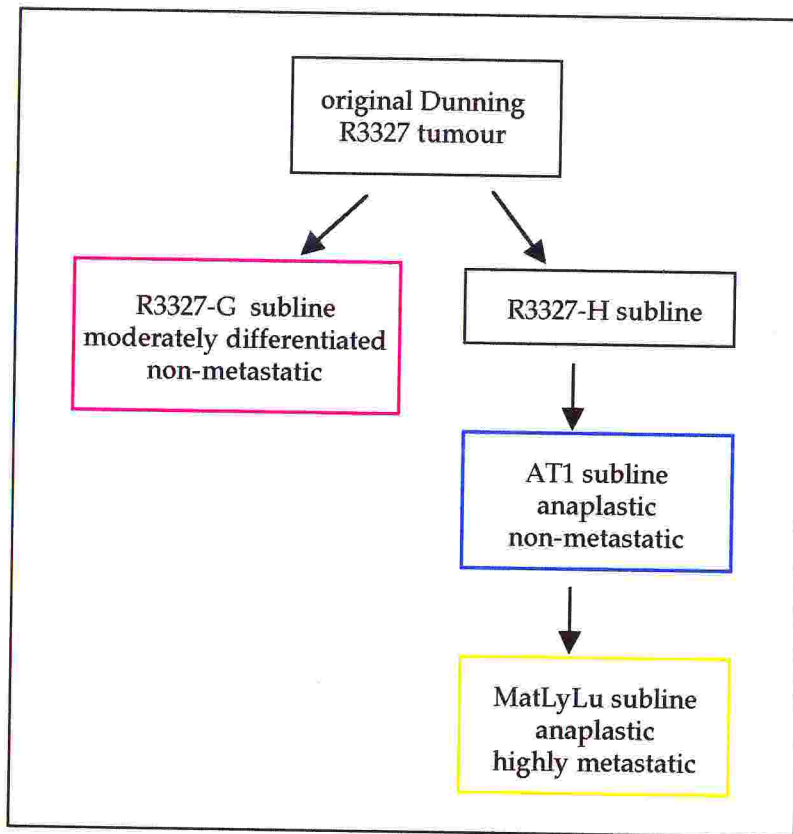 original Dunning
R3327 tumour
R3327-G subline
moderately differentiated
non-metastatic
R3327-H subline
AT1 subline
anaplastic
non-metastatic
MatLyLu subline
anaplastic
highly metastatic